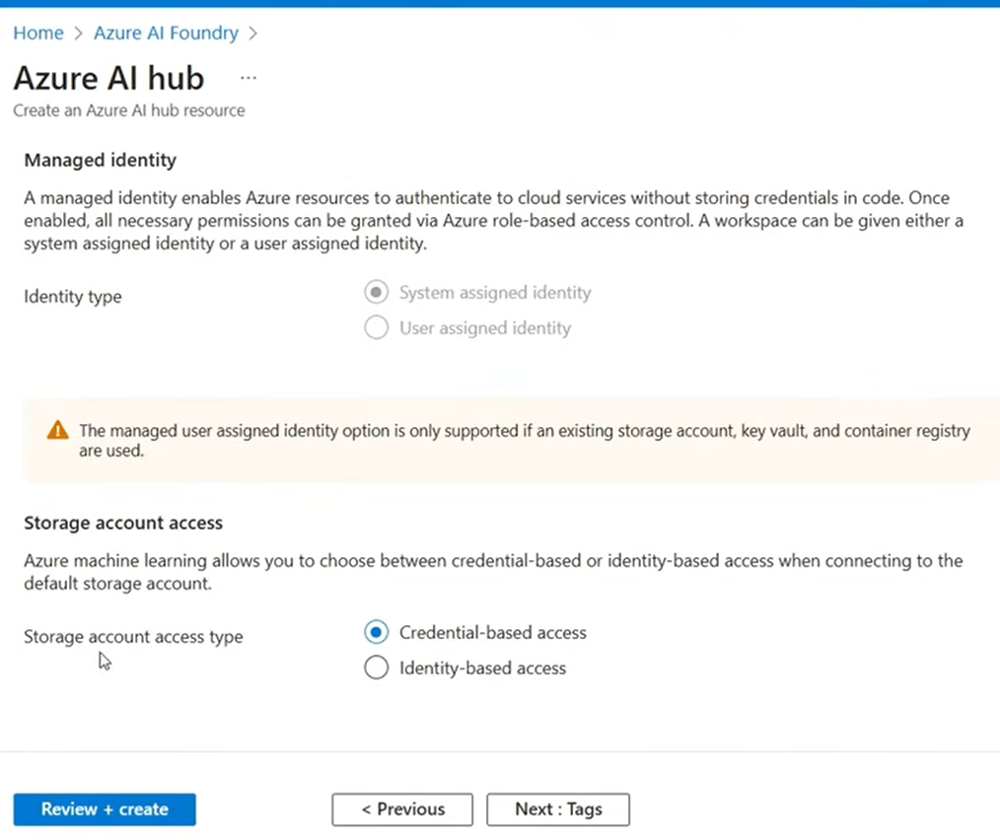 Home > Azure AI Foundry >
Azure AI hub ...
Create an Azure AI hub resource
Managed identity
A managed identity enables Azure resources to authenticate to cloud services without storing credentials in code. Once
enabled, all necessary permissions can be granted via Azure role-based access control. A workspace can be given either a
system assigned identity or a user assigned identity.
Identity type
System assigned identity
User assigned identity
The managed user assigned identity option is only supported if an existing storage account, key vault, and container registry
are used.
Storage account access
Azure machine learning allows you to choose between credential-based or identity-based access when connecting to the
default storage account.
Storage account access type
Credential-based access
Identity-based access
Review + create
< Previous
Next : Tags